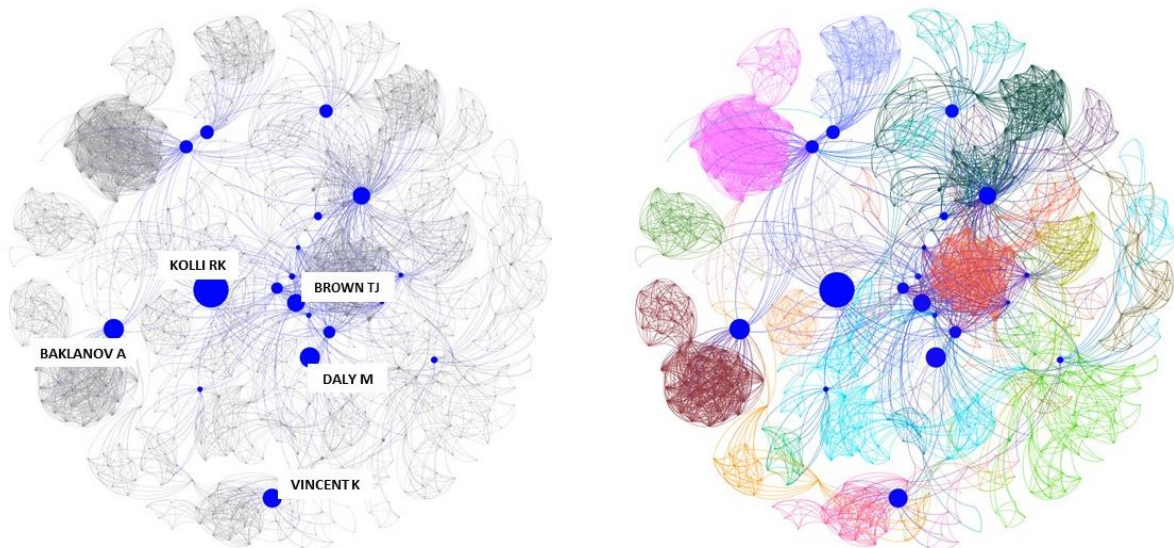 KOLLI RK
BROWN TJ
BAKLANOV A
DALY M
VINCENT K